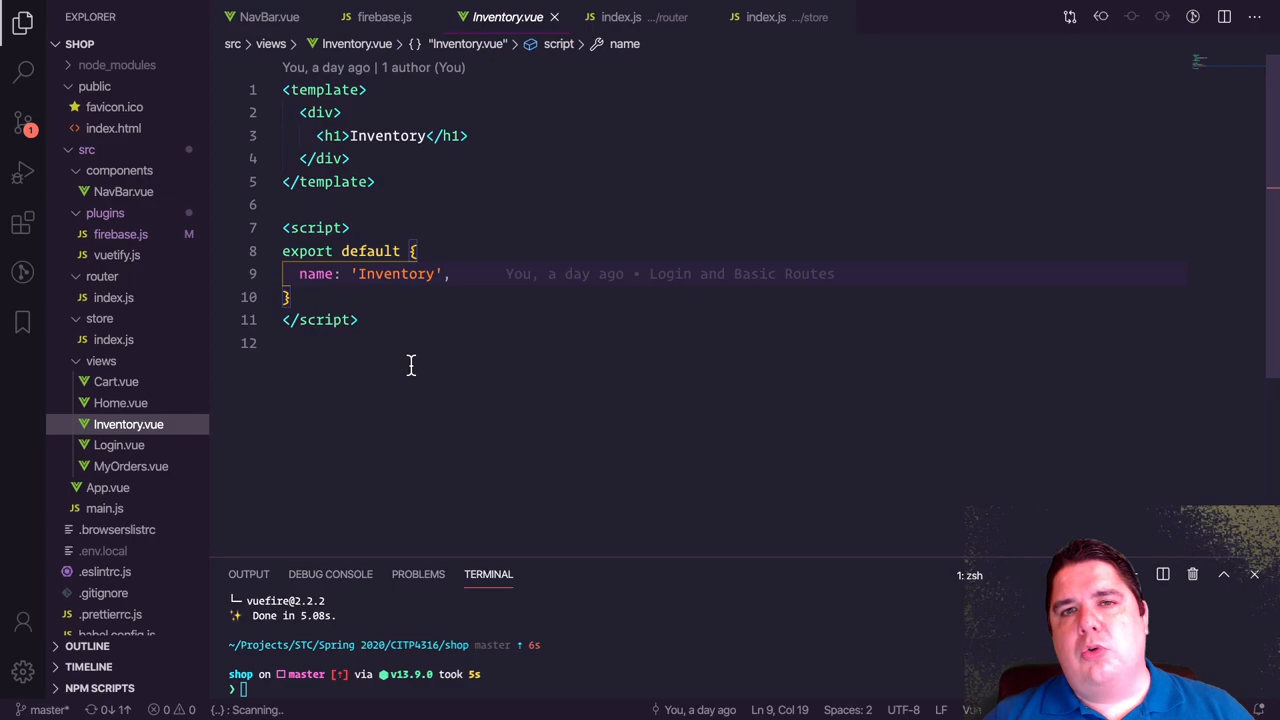 EXPLORER
SHOP
node_modules
public
favicon.ico
index.html
src
components
NavBar.vue
plugins
firebase.js M
vuetify.js
router
index.js
store
index.js
views
Cart.vue
Home.vue
Inventory.vue
Login.vue
MyOrders.vue
App.vue
main.js
.browserslistrc
.env.local
.eslintrc.js
.gitignore
.prettierrc.js
babel.config.js
OUTLINE
TIMELINE
NPM SCRIPTS
1
NavBar.vue firebase.js Inventory.vue index.js .../router index.js .../store
src > views > Inventory.vue > {} "Inventory.vue" > script > name
You, a day ago | 1 author (You)
1 <template>
2 <div>
3 <h1>Inventory</h1>
4 </div>
5 </template>
6
7 <script>
8 export default {
9 name: 'Inventory', You, a day ago • Login and Basic Routes
10 }
11 </script>
12
OUTPUT DEBUG CONSOLE PROBLEMS TERMINAL 1: zsh
└─ vuefire@2.2.2
✨ Done in 5.08s.
~/Projects/STC/Spring 2020/CITP4316/shop master ↑ 6s
shop on master [↑] via v13.9.0 took 5s
❯
master* 0↓ 1↑ 0 0 {..} : Scanning.. You, a day ago Ln 9, Col 19 Spaces: 2 UTF-8 LF